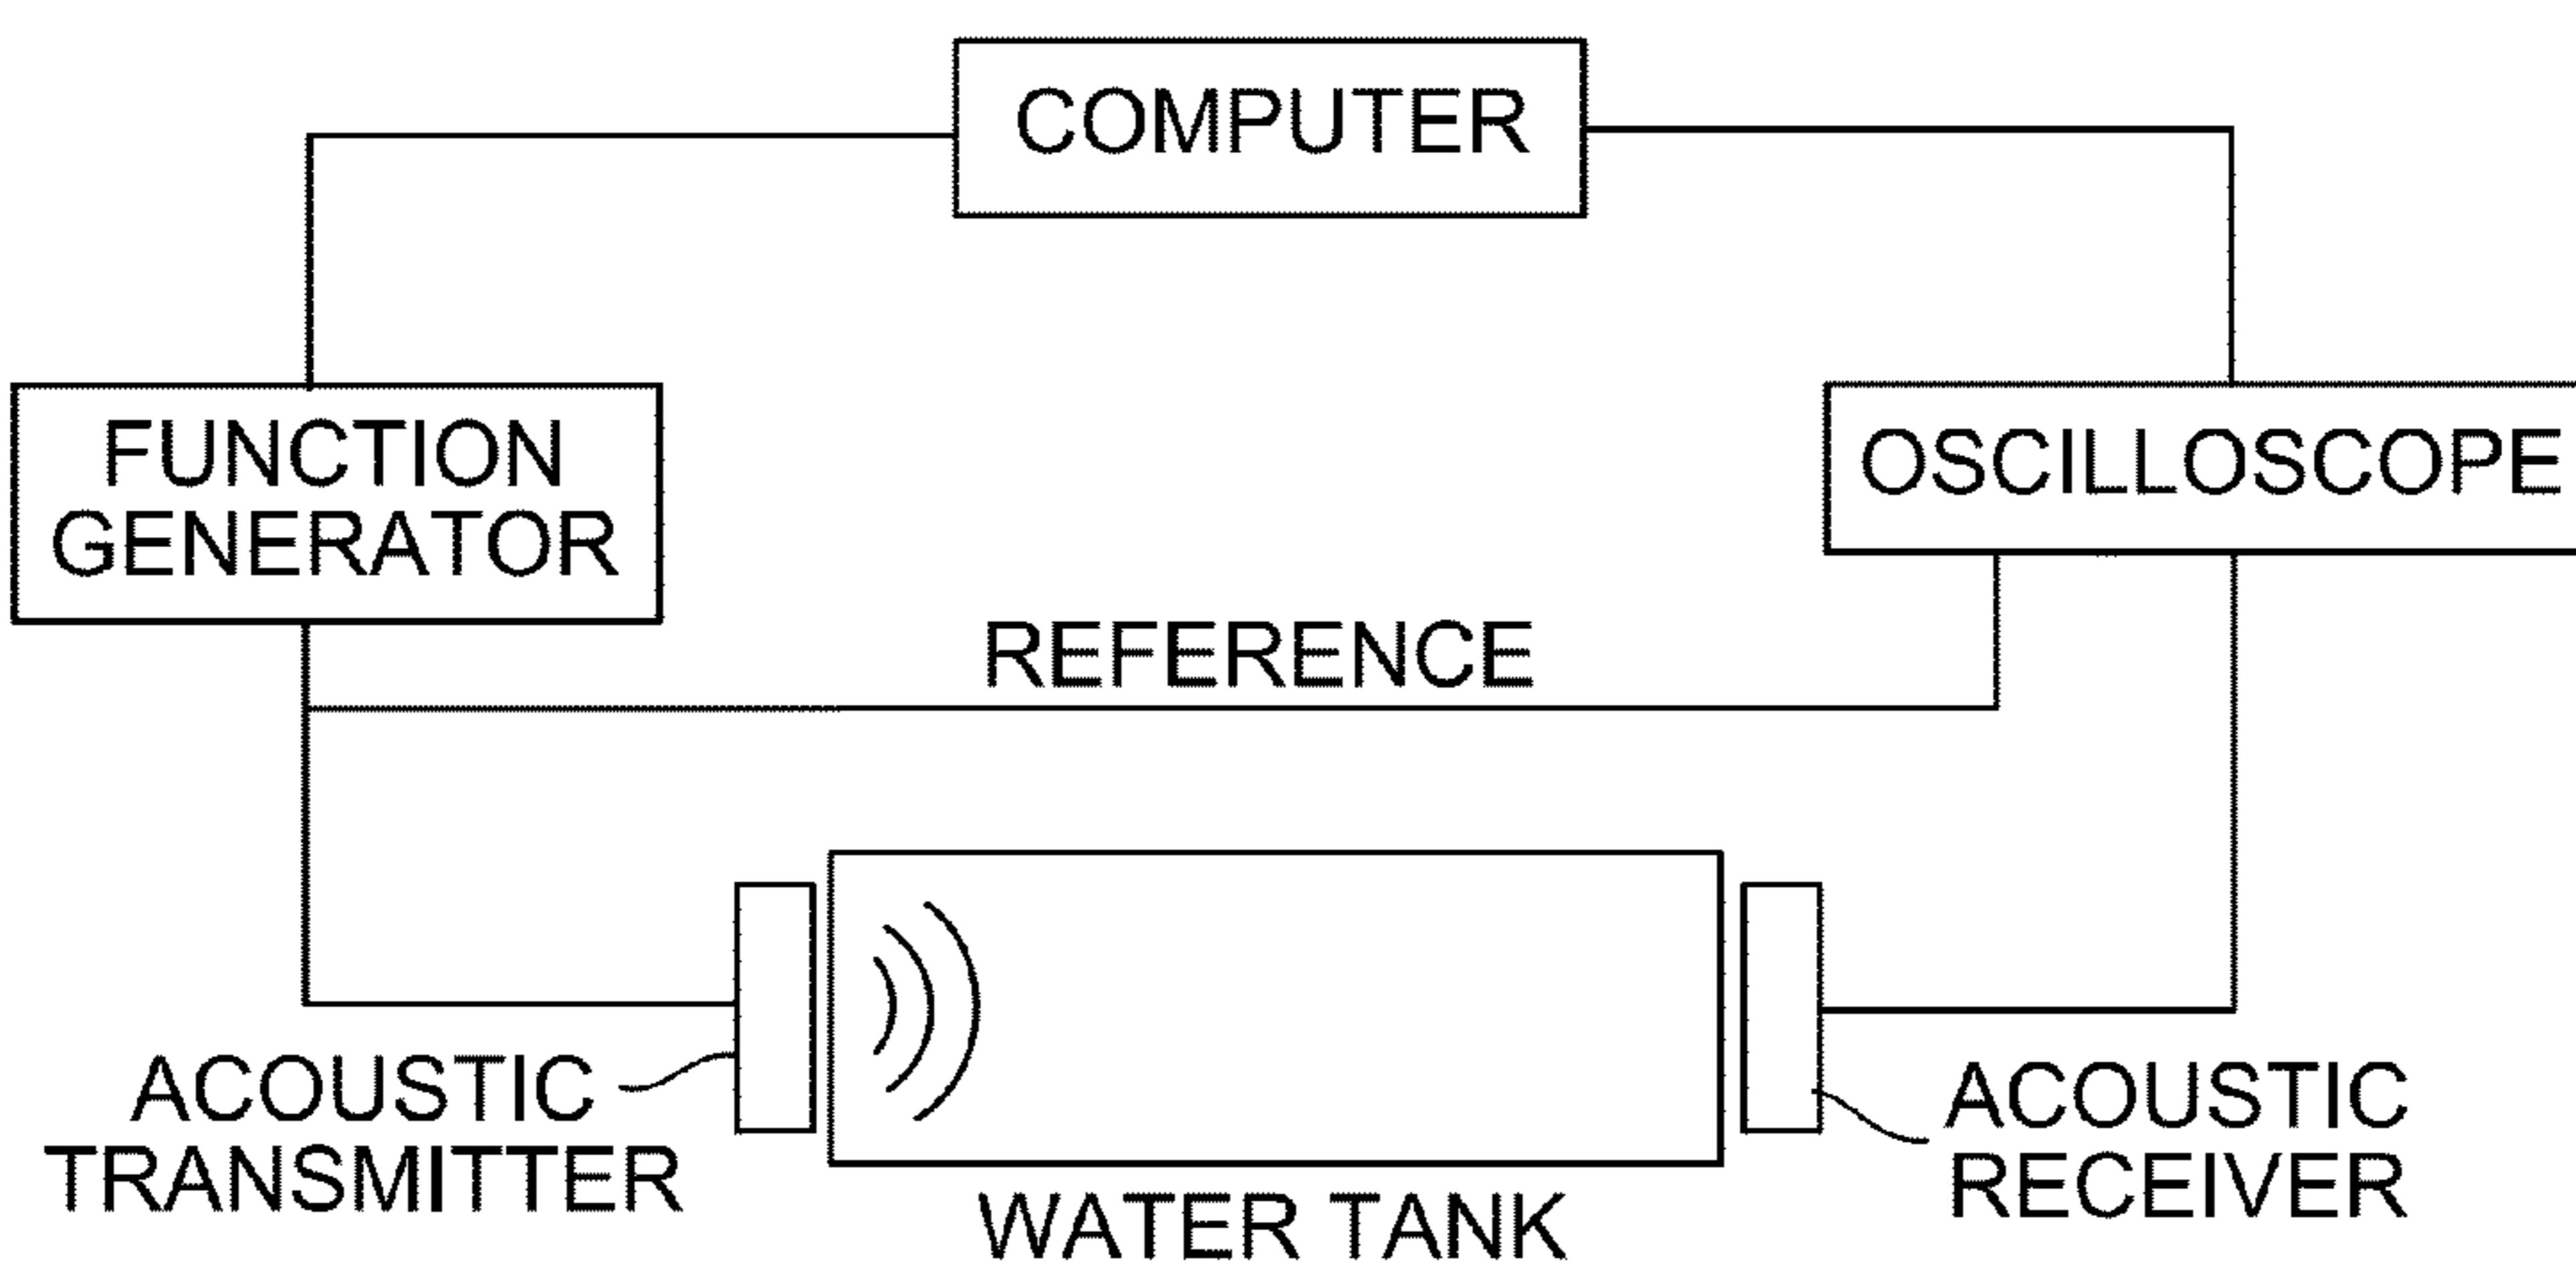 COMPUTER
FUNCTION
GENERATOR
OSCILLOSCOPE
REFERENCE
ACOUSTIC
TRANSMITTER
WATER TANK
ACOUSTIC
RECEIVER